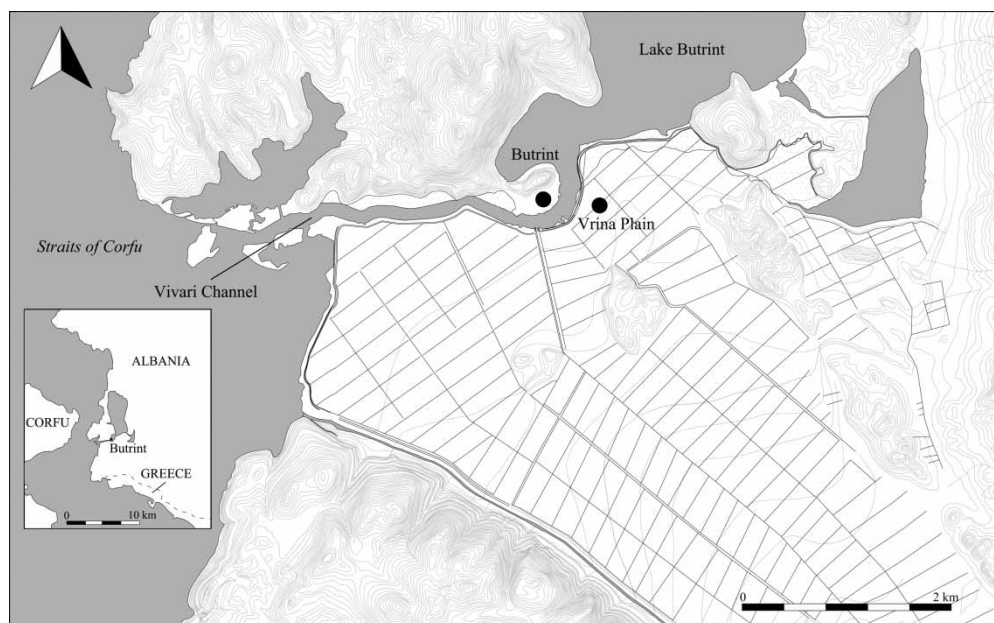 Lake Butrint
Butrint
Vrina Plain
Straits of Corfu
Vivari Channel
ALBANIA
CORFU
Butrint
GREECE
0 10 km
0 2 km